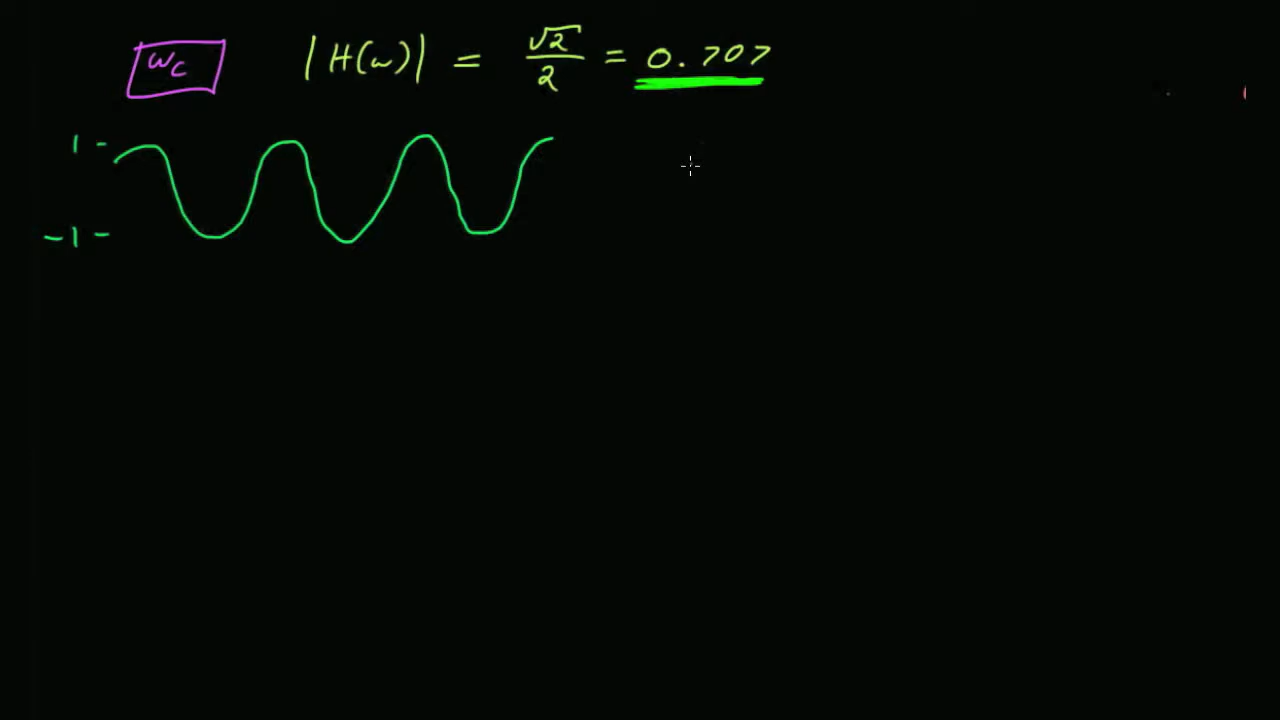 ωc |H(ω)| = √2/2 = 0.707
1 -
-1 -